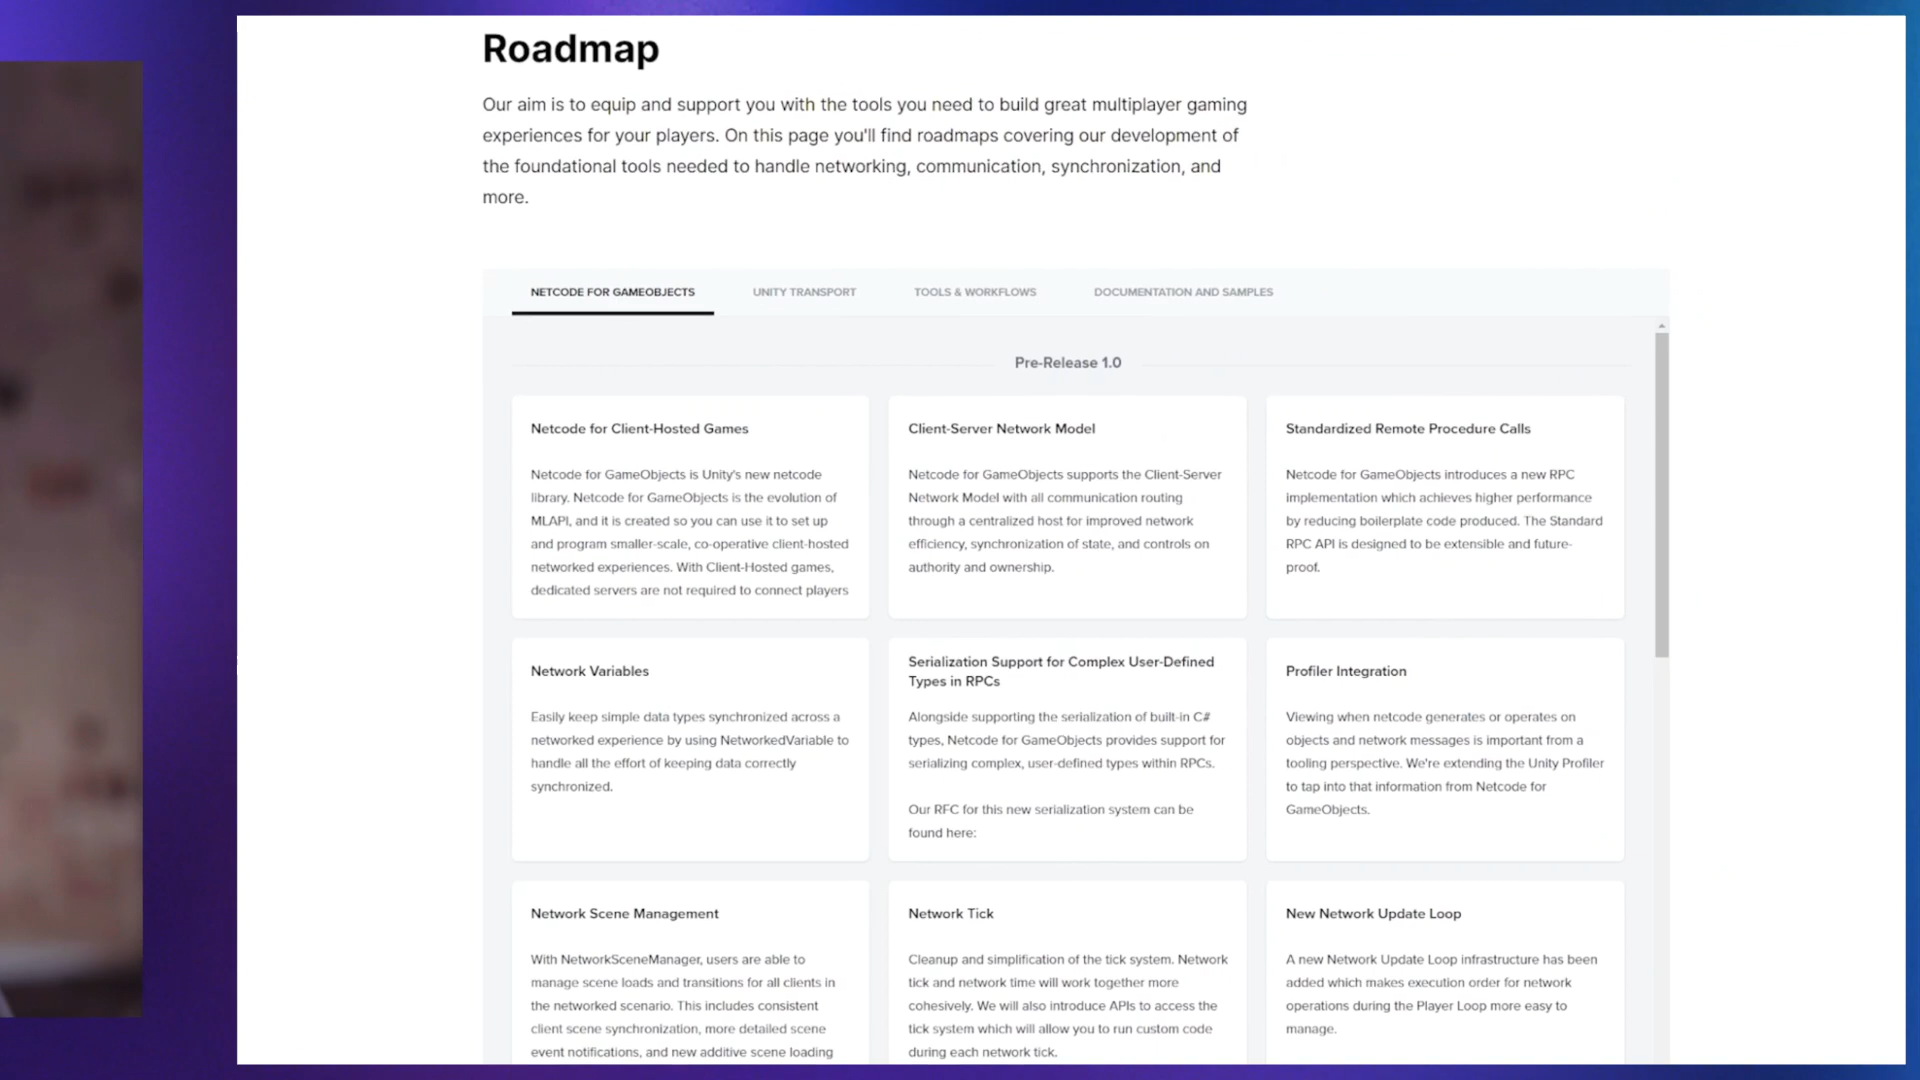 Roadmap
Our aim is to equip and support you with the tools you need to build great multiplayer gaming
experiences for your players. On this page you'll find roadmaps covering our development of
the foundational tools needed to handle networking, communication, synchronization, and
more.
NETCODE FOR GAMEOBJECTS
UNITY TRANSPORT
TOOLS & WORKFLOWS
DOCUMENTATION AND SAMPLES
Pre-Release 1.0
Netcode for Client-Hosted Games
Netcode for GameObjects is Unity's new netcode
library. Netcode for GameObjects is the evolution of
MLAPI, and it is created so you can use it to set up
and program smaller-scale, co-operative client-hosted
networked experiences. With Client-Hosted games,
dedicated servers are not required to connect players
Client-Server Network Model
Netcode for GameObjects supports the Client-Server
Network Model with all communication routing
through a centralized host for improved network
efficiency, synchronization of state, and controls on
authority and ownership.
Standardized Remote Procedure Calls
Netcode for GameObjects introduces a new RPC
implementation which achieves higher performance
by reducing boilerplate code produced. The Standard
RPC API is designed to be extensible and future-
proof.
Network Variables
Easily keep simple data types synchronized across a
networked experience by using NetworkedVariable to
handle all the effort of keeping data correctly
synchronized.
Serialization Support for Complex User-Defined
Types in RPCs
Alongside supporting the serialization of built-in C#
types, Netcode for GameObjects provides support for
serializing complex, user-defined types within RPCs.
Our RFC for this new serialization system can be
found here:
Profiler Integration
Viewing when netcode generates or operates on
objects and network messages is important from a
tooling perspective. We're extending the Unity Profiler
to tap into that information from Netcode for
GameObjects.
Network Scene Management
With NetworkSceneManager, users are able to
manage scene loads and transitions for all clients in
the networked scenario. This includes consistent
client scene synchronization, more detailed scene
event notifications, and new additive scene loading
Network Tick
Cleanup and simplification of the tick system. Network
tick and network time will work together more
cohesively. We will also introduce APIs to access the
tick system which will allow you to run custom code
during each network tick.
New Network Update Loop
A new Network Update Loop infrastructure has been
added which makes execution order for network
operations during the Player Loop more easy to
manage.